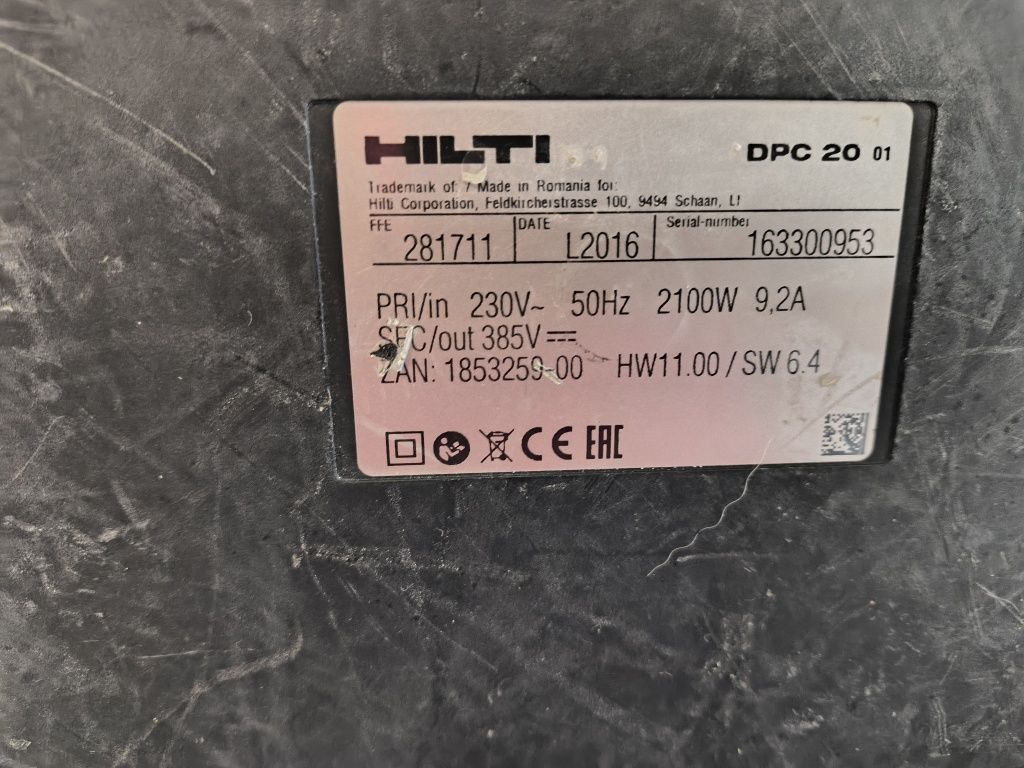 HILTI DPC 20 01
Trademark of / Made in Romania for:
Hilti Corporation, Feldkircherstrasse 100, 9494 Schaan, LI
DATE Serial-number
281711 L2016 163300953
PRI/in 230V~ 50Hz 2100W 9,2A
SEC/out 385V
ZAN: 1853259-00 HW11.00 / SW 6.4
CE EAC